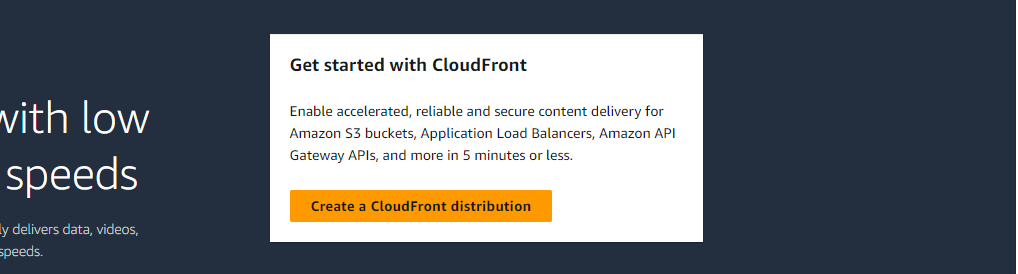 with low
speeds
ly delivers data, videos,
speeds.
Get started with CloudFront
Enable accelerated, reliable and secure content delivery for
Amazon S3 buckets, Application Load Balancers, Amazon API
Gateway APIs, and more in 5 minutes or less.
Create a CloudFront distribution